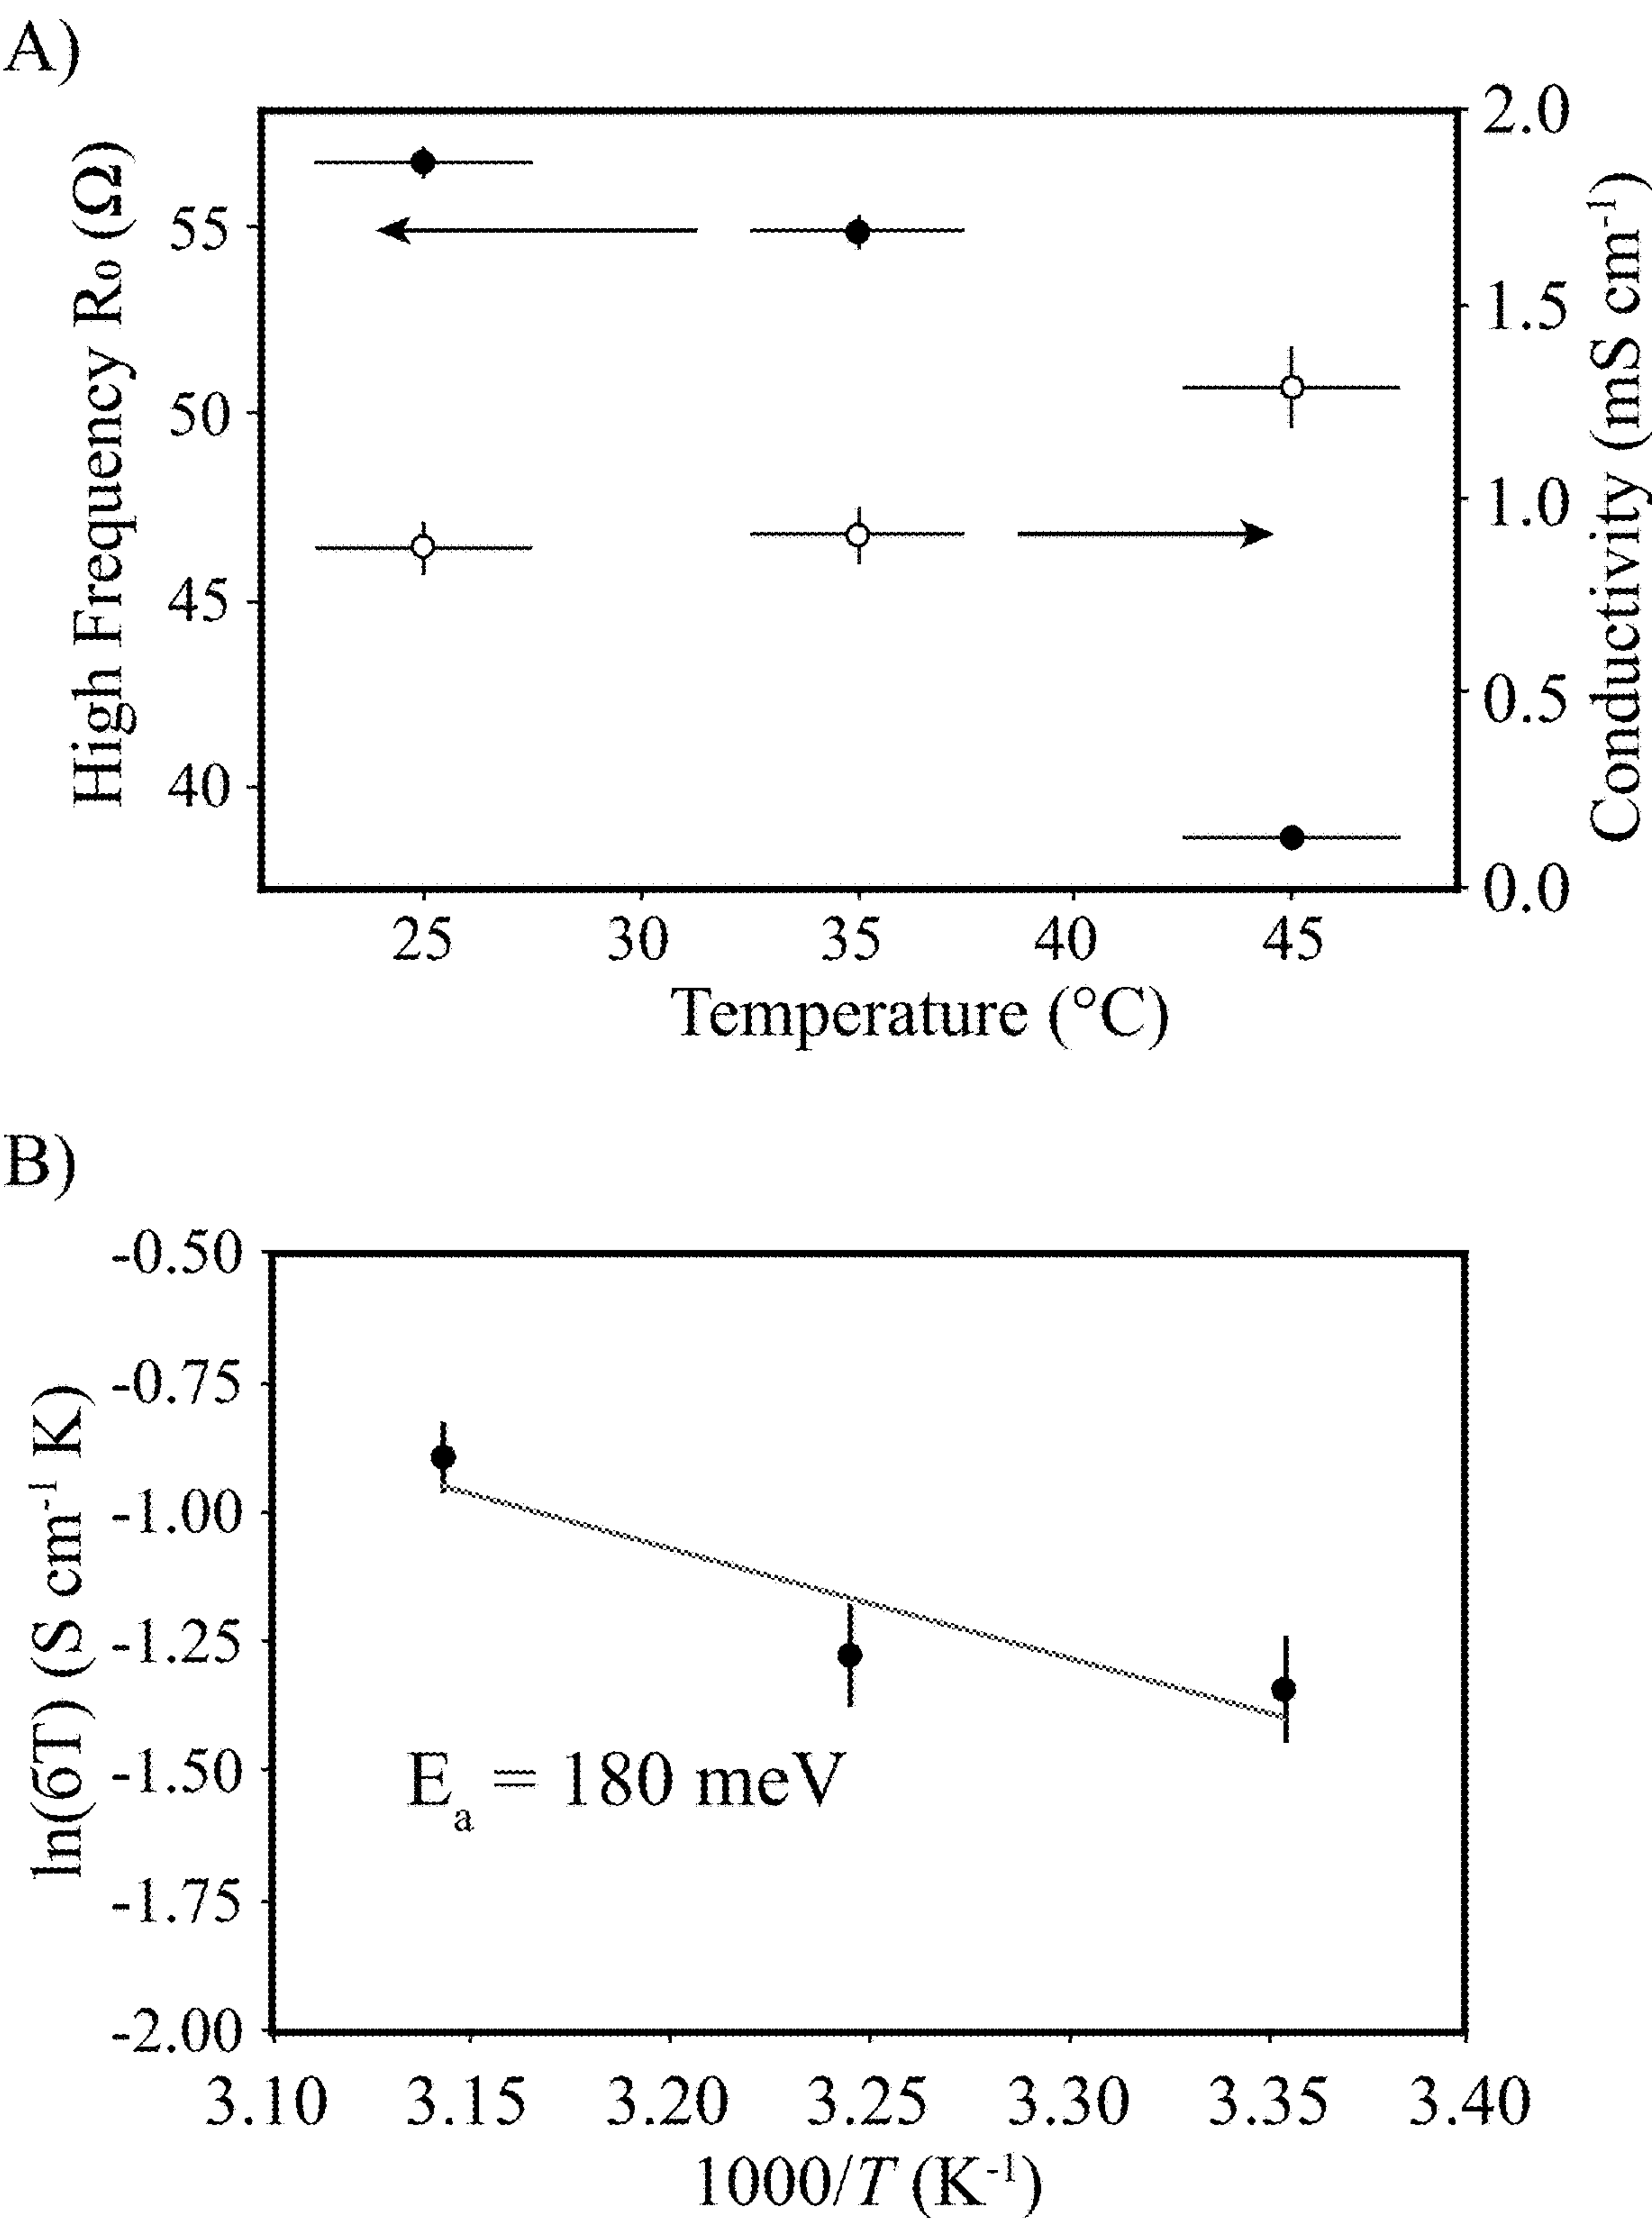 A)
High Frequency R₀ (Ω)
55
50
45
40
2.0
1.5
1.0
0.5
0.0
Conductivity (mS cm⁻¹)
25 30 35 40 45
Temperature (°C)
B)
ln(бT) (S cm⁻¹ K)
-0.50
-0.75
-1.00
-1.25
-1.50
-1.75
-2.00
Eₐ = 180 meV
3.10 3.15 3.20 3.25 3.30 3.35 3.40
1000/T (K⁻¹)